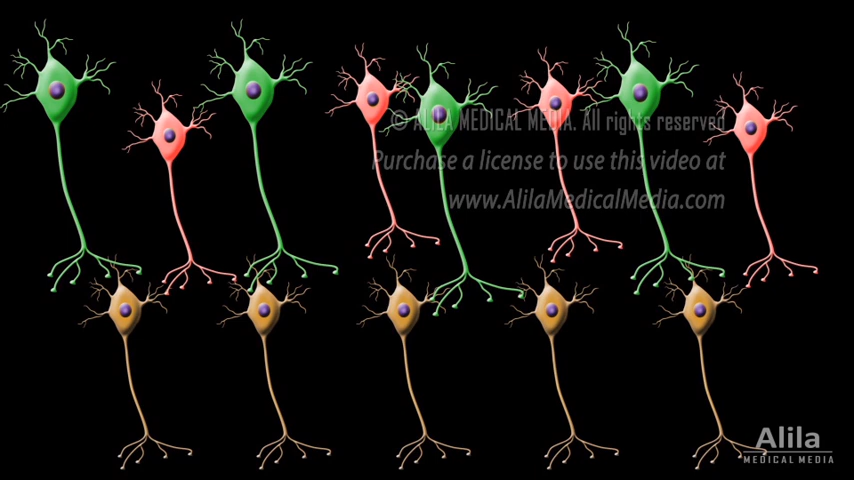 © ALILA MEDICAL MEDIA. All rights reserved
Purchase a license to use this video at
www.AlilaMedicalMedia.com
Alila
MEDICAL MEDIA